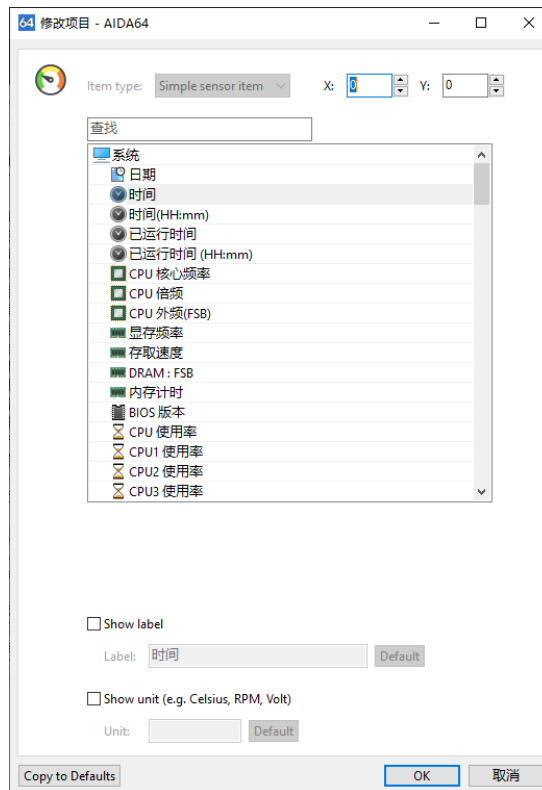 64 修改项目 - AIDA64
Item type: Simple sensor item X: 0 Y: 0
查找
系统
日期
时间
时间(HH:mm)
已运行时间
已运行时间 (HH:mm)
CPU 核心频率
CPU 倍频
CPU 外频(FSB)
显存频率
存取速度
DRAM : FSB
内存计时
BIOS 版本
CPU 使用率
CPU1 使用率
CPU2 使用率
CPU3 使用率
Show label
Label: 时间 Default
Show unit (e.g. Celsius, RPM, Volt)
Unit: Default
Copy to Defaults OK 取消